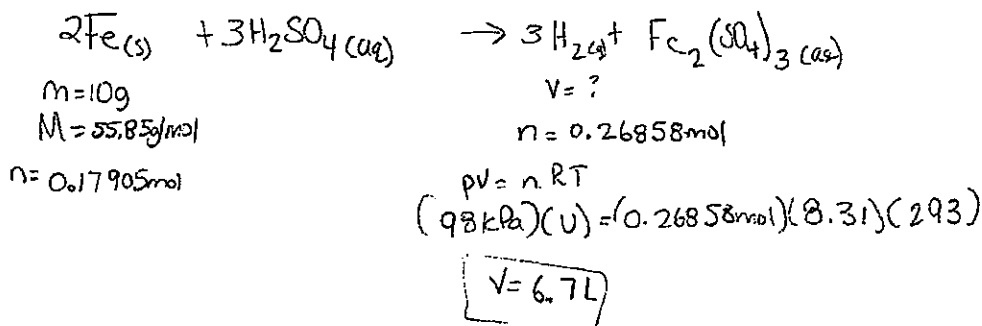 2Fe(s) + 3H2SO4(aq) → 3H2(g) + Fe2(SO4)3(aq)
m=10g
V= ?
M= 55.85g/mol
n= 0.26858mol
n= 0.17905mol
pV= n RT
(98kPa)(V)=(0.26858mol)(8.31)(293)
V= 6.7L